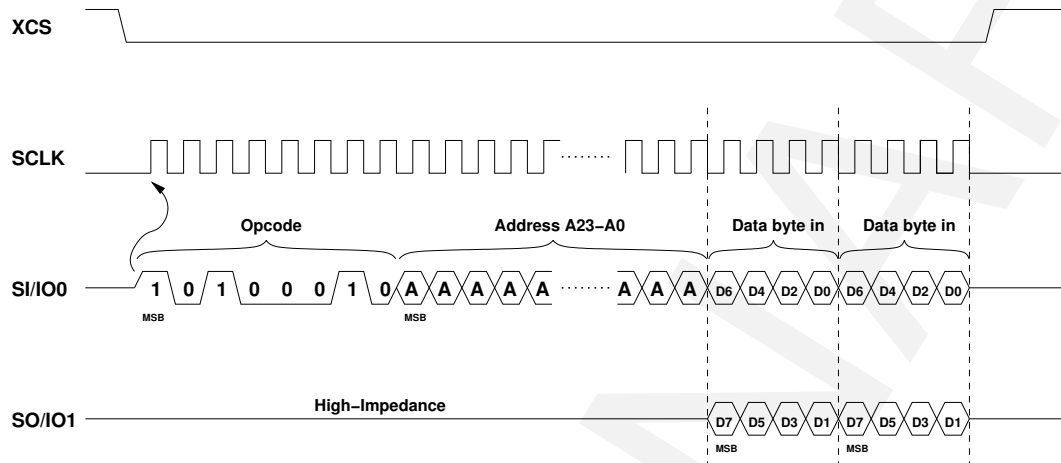 XCS
SCLK
Opcode Address A23–A0 Data byte in Data byte in
SI/IO0 1 0 1 0 0 0 1 0 A A A A A A A A D6 D4 D2 D0 D6 D4 D2 D0
MSB MSB
High–Impedance
SO/IO1 D7 D5 D3 D1 D7 D5 D3 D1
MSB MSB